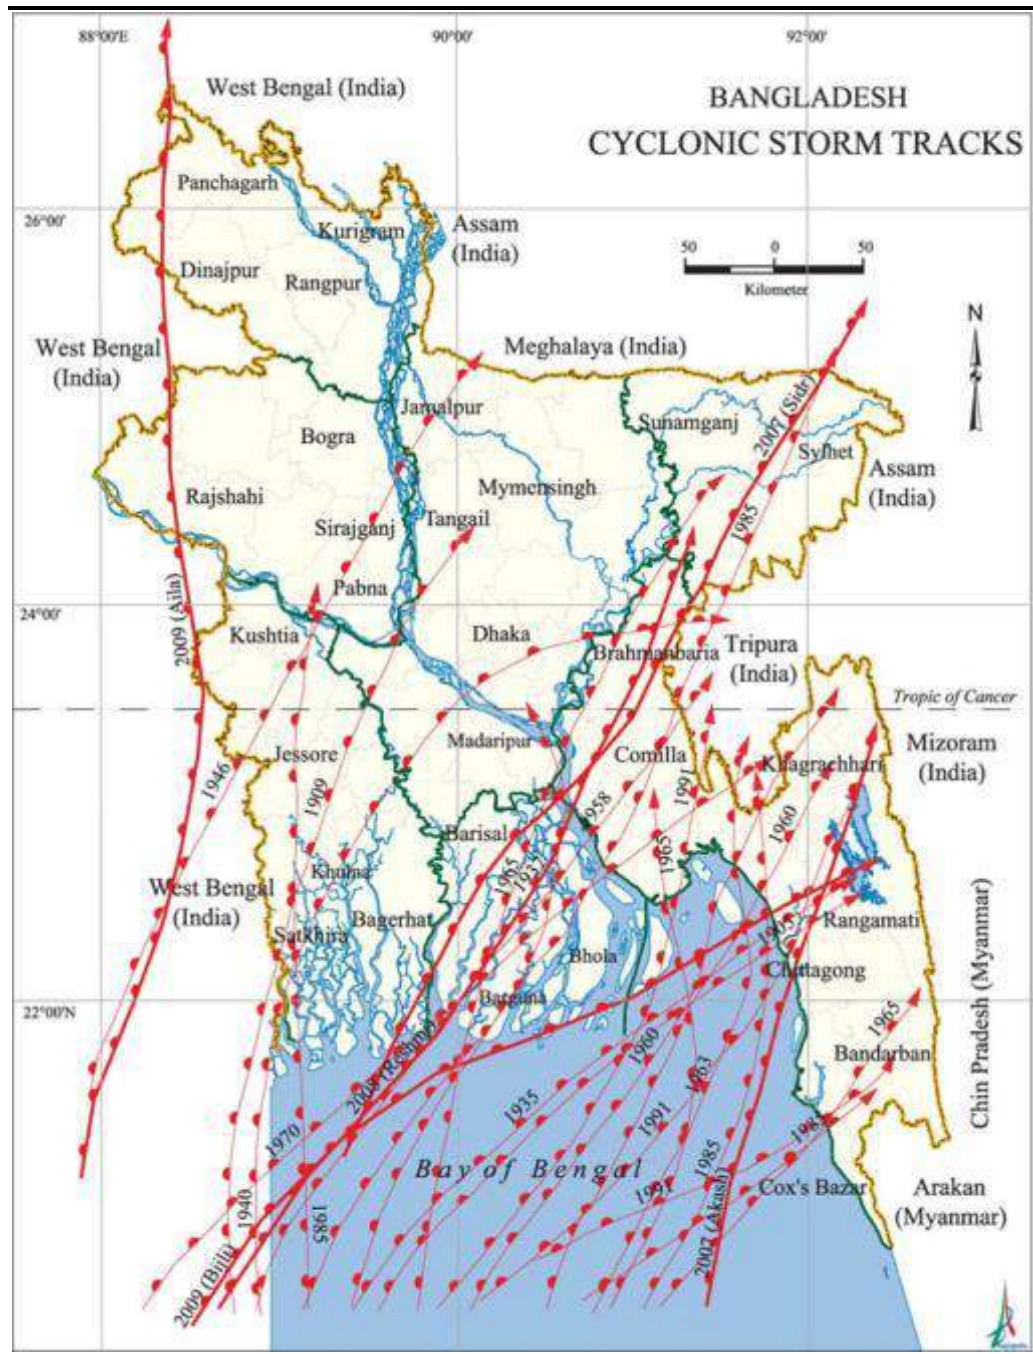 88°00'E
90°00'
92°00'
West Bengal (India)
BANGLADESH
CYCLONIC STORM TRACKS
Panchagarh
26°00'
Kurigram
Assam
(India)
50
0
50
Kilometer
Dinajpur
Rangpur
N
West Bengal
(India)
Meghalaya (India)
Jamalpur
2007 (Sidr)
Sunamganj
Bogra
Sylhet
Assam
(India)
Rajshahi
Mymensingh
Sirajganj
Tangail
1985
Pabna
24°00'
2009 (Aila)
Kushtia
Dhaka
Brahmanbaria
Tripura
(India)
Tropic of Cancer
Madaripur
Jessore
Comilla
Khagrachhari
Mizoram
(India)
1946
1909
1991
1958
1960
Barisal
1965
Khulna
1965
West Bengal
(India)
Bagerhat
Satkhira
Rangamati
1905
Bhola
Chittagong
Barguna
22°00'N
1965
Bandarban
Chin Pradesh (Myanmar)
2008 (Reshmi)
1960
1963
1935
1991
1970
1985
Bay of Bengal
1991
Cox's Bazar
Arakan
(Myanmar)
1940
1985
2007 (Akash)
2009 (Bijli)